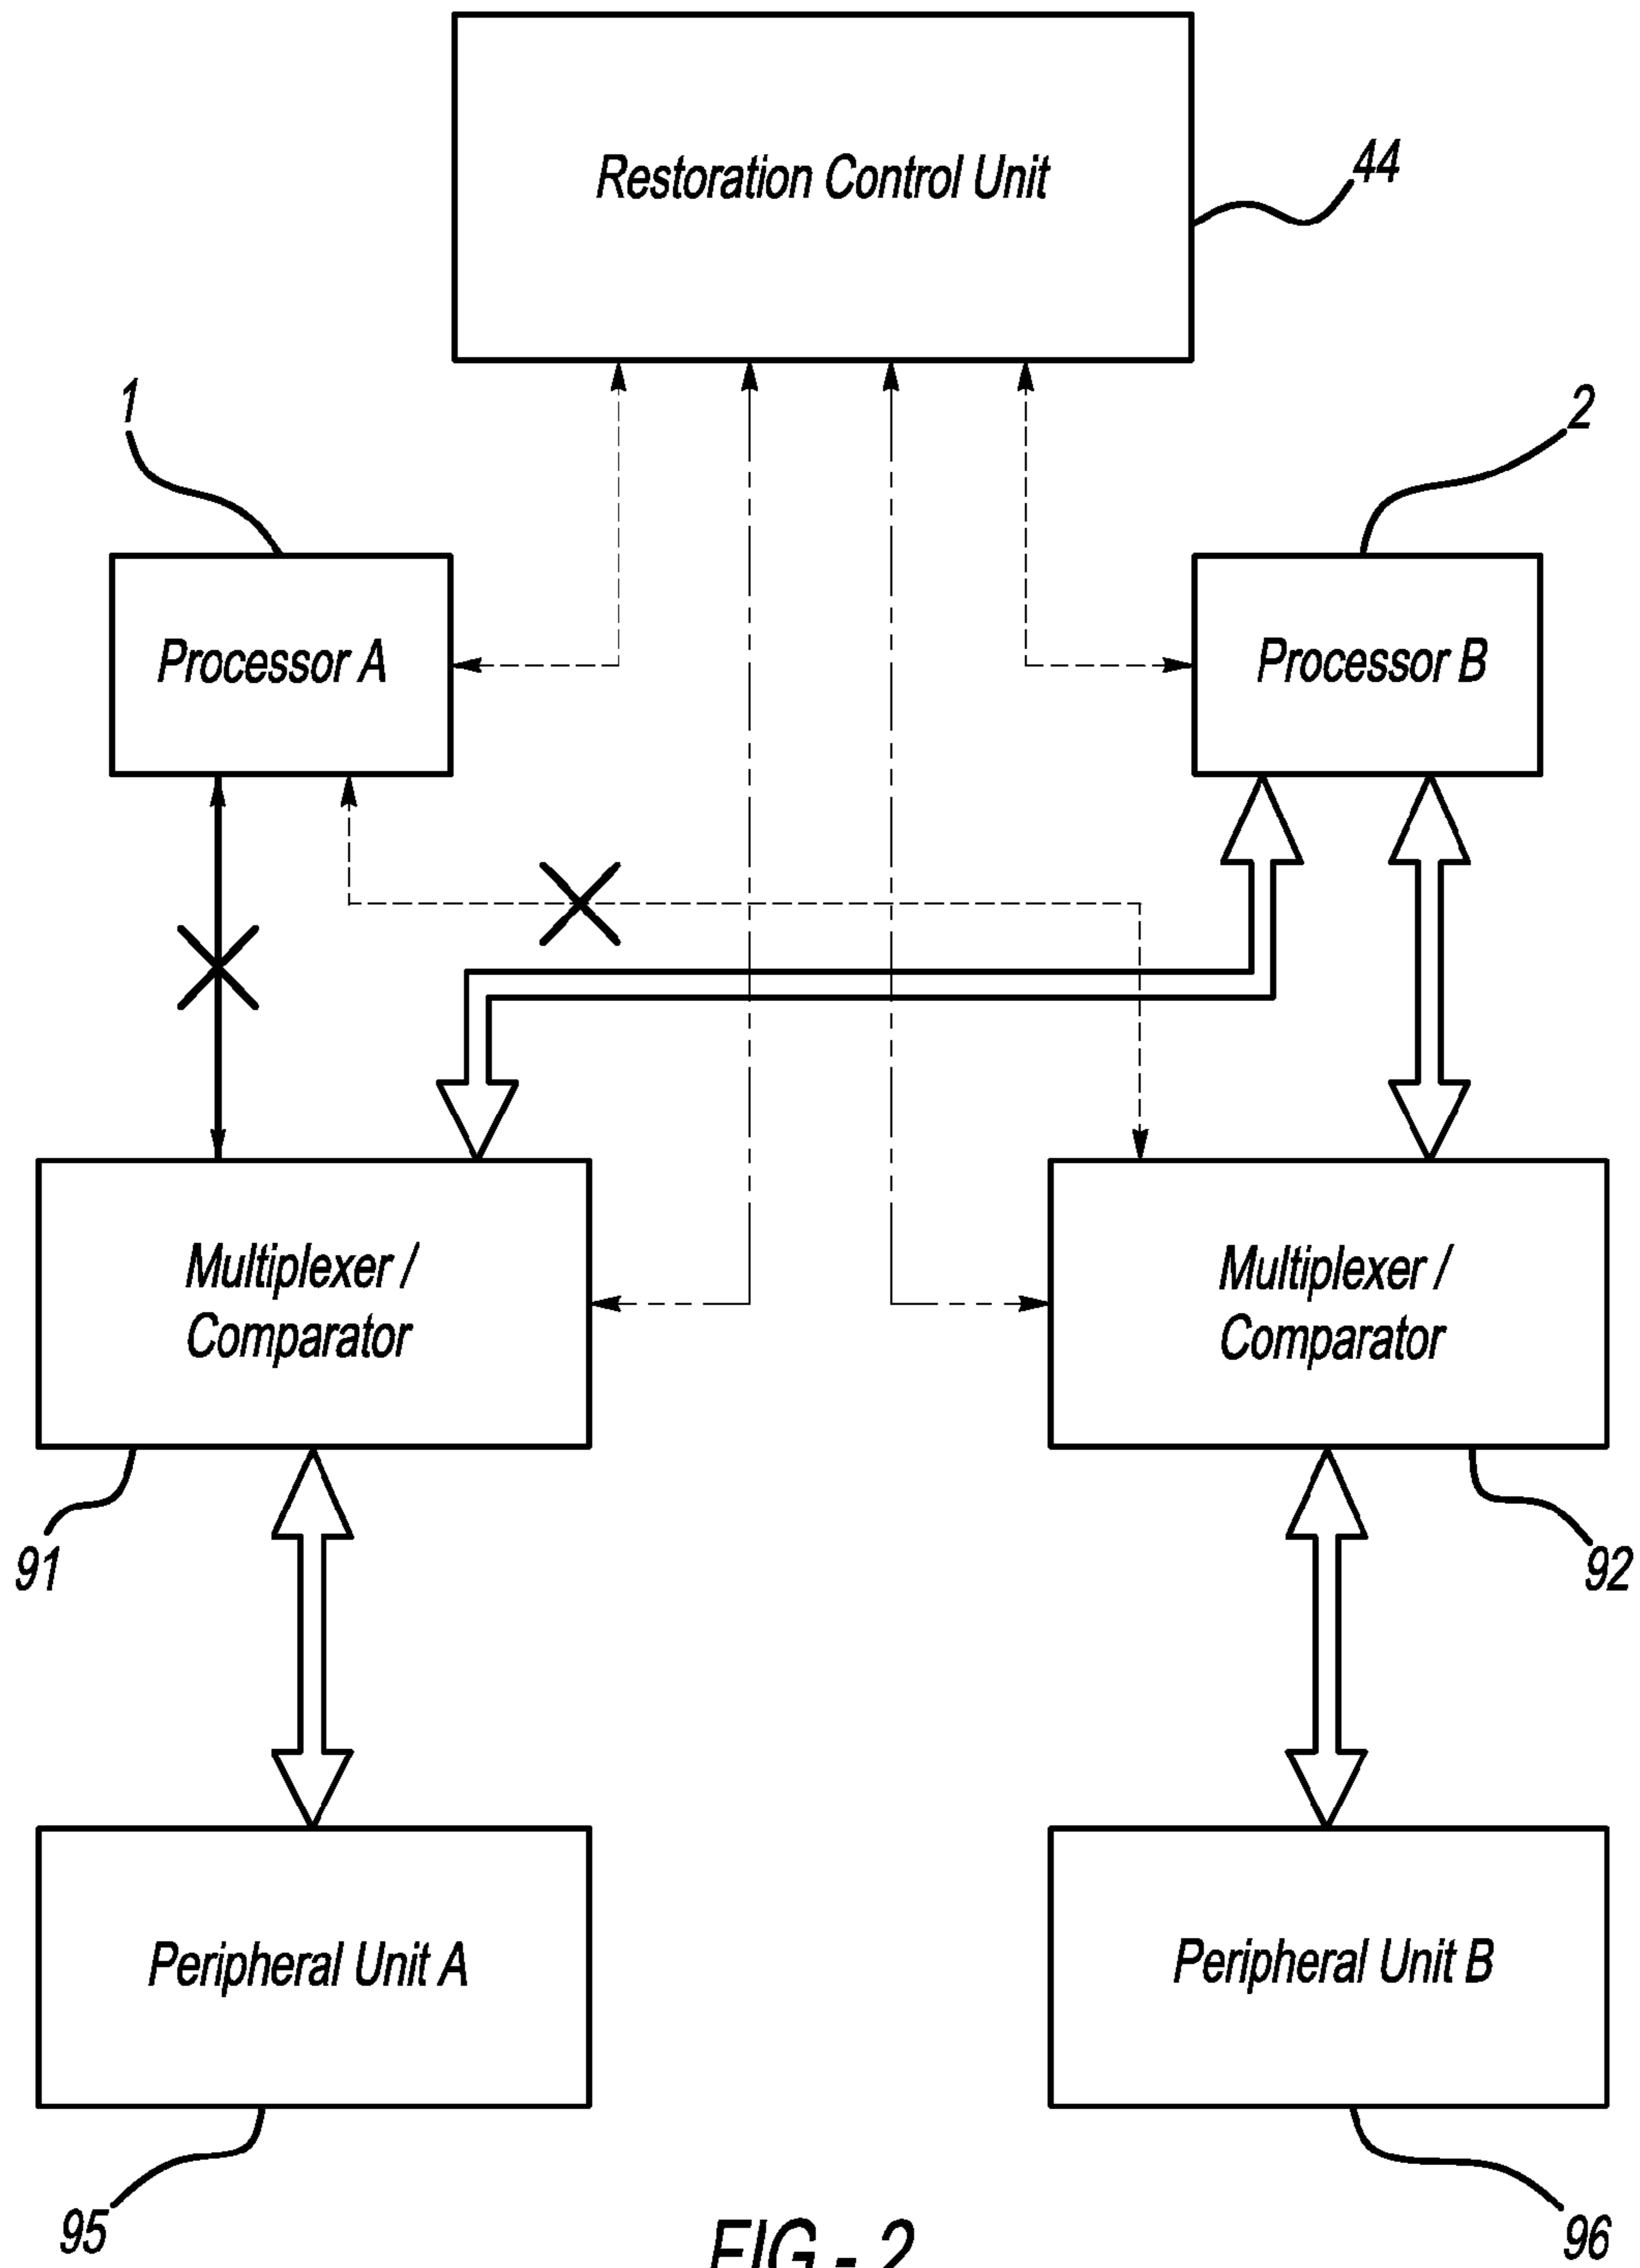 Restoration Control Unit
44
1
2
Processor A
Processor B
Multiplexer /
Comparator
Multiplexer /
Comparator
91
92
Peripheral Unit A
Peripheral Unit B
95
96
FIG - 2